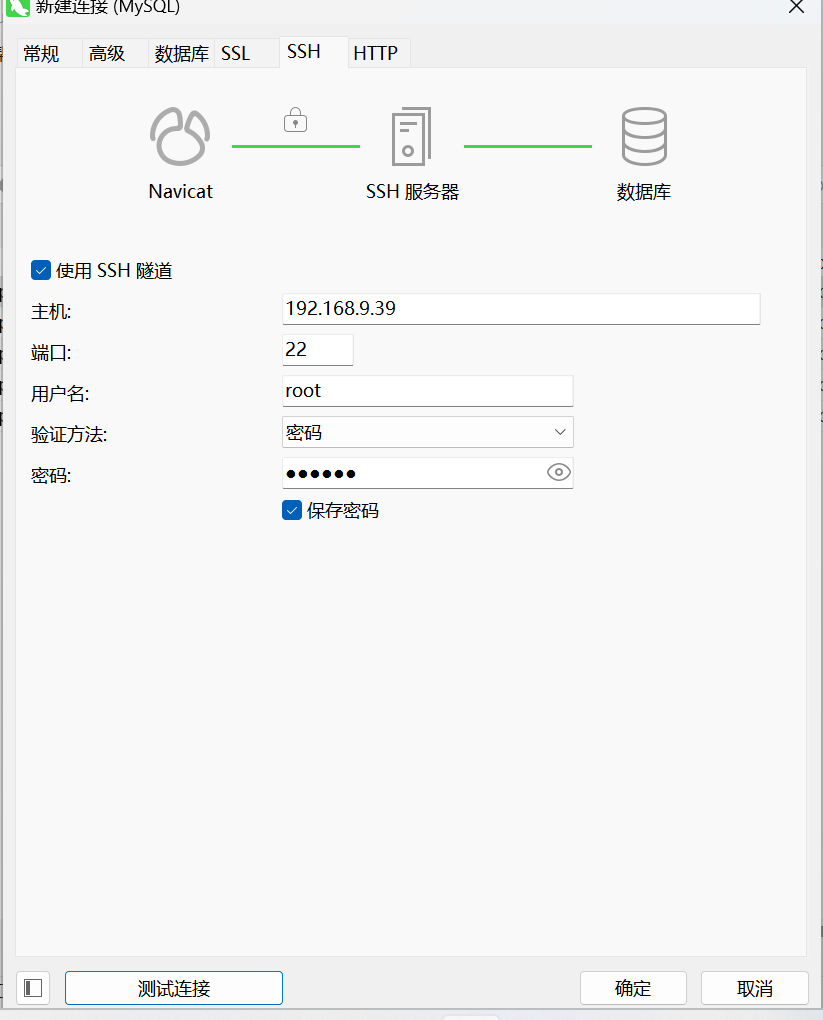 新建连接 (MySQL)
常规 高级 数据库 SSL SSH HTTP
Navicat SSH 服务器 数据库
使用 SSH 隧道
主机: 192.168.9.39
端口: 22
用户名: root
验证方法: 密码
密码: ●●●●●●
保存密码
测试连接 确定 取消